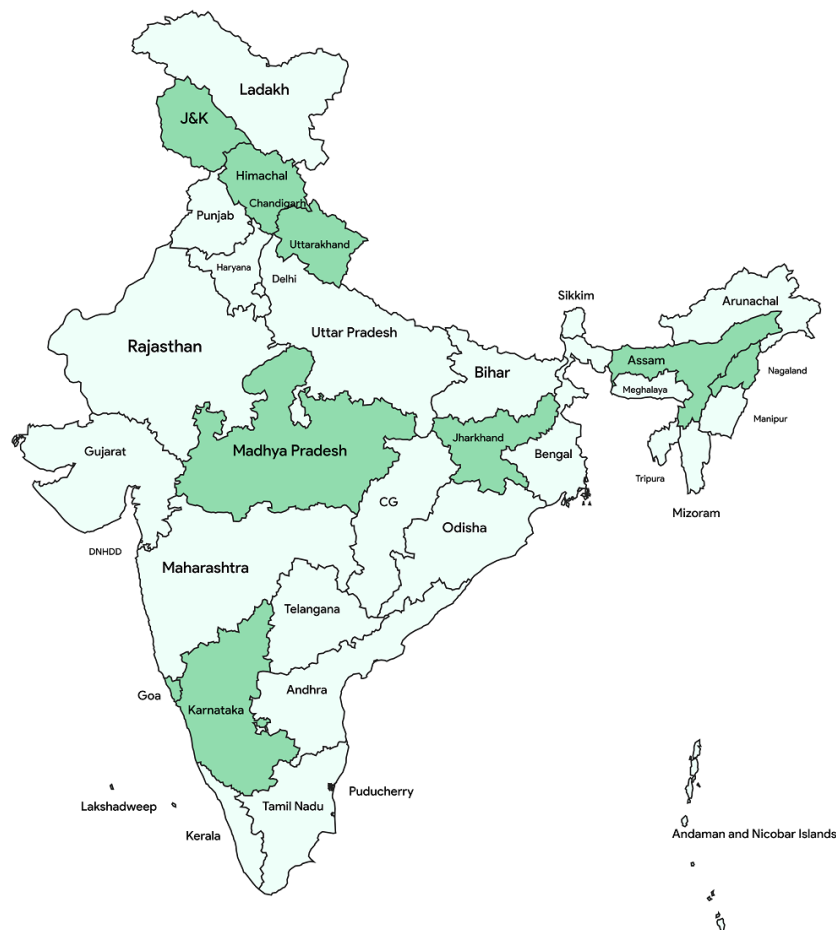 Ladakh
J&K
Himachal
Chandigarh
Punjab
Uttarakhand
Haryana
Delhi
Sikkim
Arunachal
Uttar Pradesh
Rajasthan
Assam
Bihar
Nagaland
Meghalaya
Manipur
Jharkhand
Madhya Pradesh
Gujarat
Bengal
Tripura
CG
Mizoram
Odisha
DNHDD
Maharashtra
Telangana
Andhra
Goa
Karnataka
Puducherry
Lakshadweep
Tamil Nadu
Kerala
Andaman and Nicobar Islands